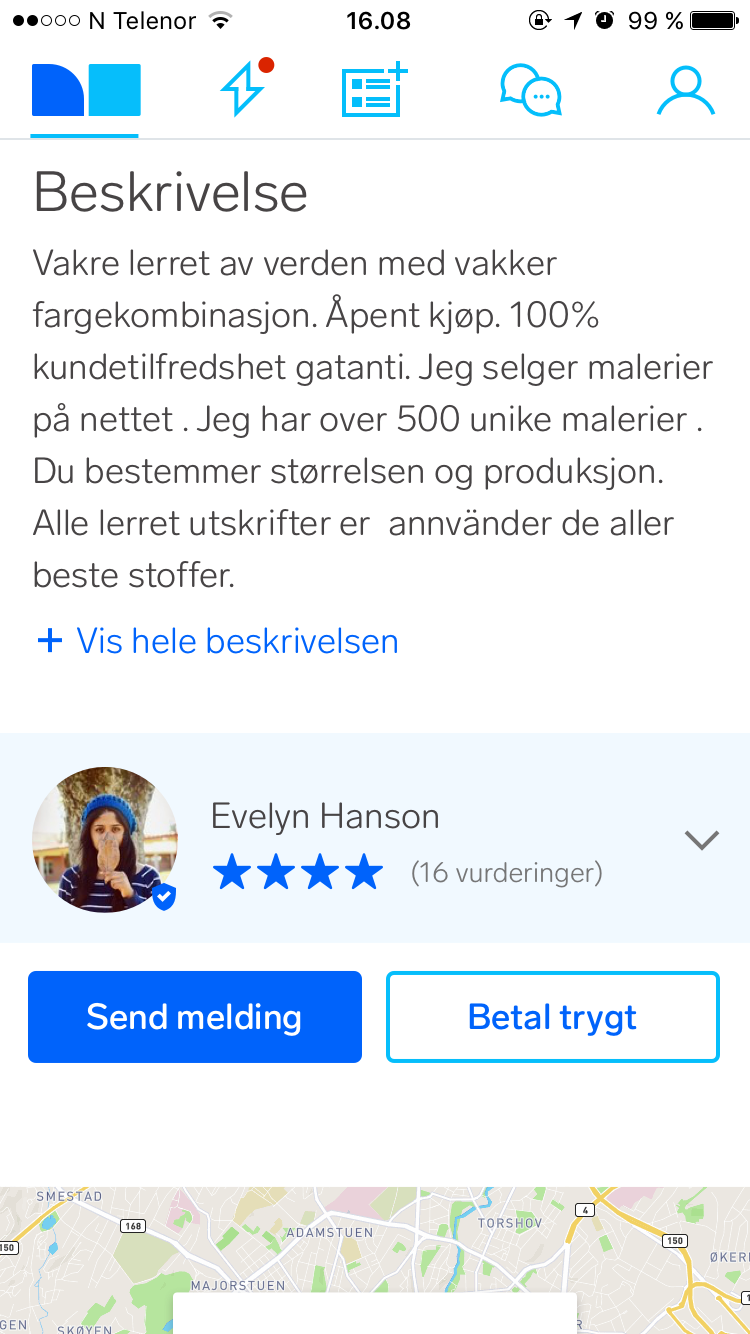 N Telenor 16.08 99 %
Beskrivelse
Vakre lerret av verden med vakker
fargekombinasjon. Åpent kjøp. 100%
kundetilfredshet gatanti. Jeg selger malerier
på nettet . Jeg har over 500 unike malerier .
Du bestemmer størrelsen og produksjon.
Alle lerret utskrifter er  annvänder de aller
beste stoffer.
+ Vis hele beskrivelsen
Evelyn Hanson
(16 vurderinger)
Send melding
Betal trygt
SMESTAD
168
ADAMSTUEN
TORSHOV
4
150
150
ØKER
MAJORSTUEN
1
GEN
SKØYEN
R